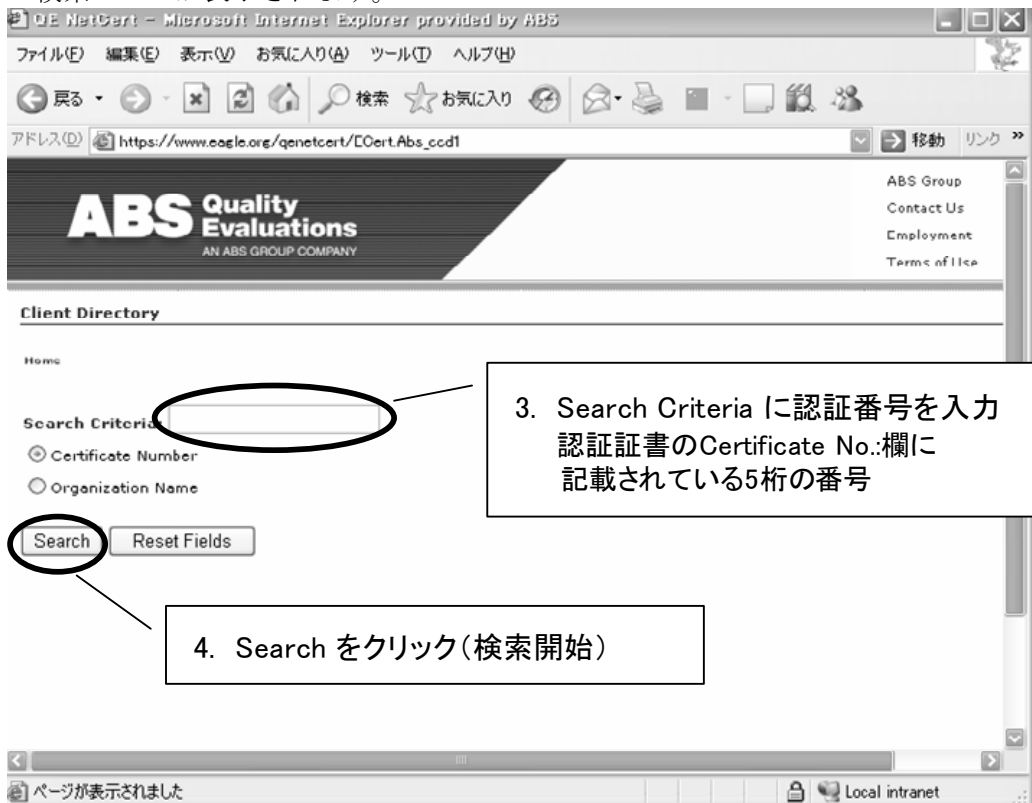 QE NetCert - Microsoft Internet Explorer provided by ABS
ファイル(F) 編集(E) 表示(V) お気に入り(A) ツール(T) ヘルプ(H)
戻る 検索 お気に入り
アドレス(D) https://www.eagle.org/qenetcert/ECert.Abs_ccd1 移動 リンク »
ABS Quality Evaluations
AN ABS GROUP COMPANY
ABS Group
Contact Us
Employment
Terms of Use
Client Directory
Home
Search Criteria:
Certificate Number
Organization Name
Search Reset Fields
3. Search Criteria に認証番号を入力
認証証書のCertificate No.:欄に
記載されている5桁の番号
4. Search をクリック(検索開始)
ページが表示されました Local intranet